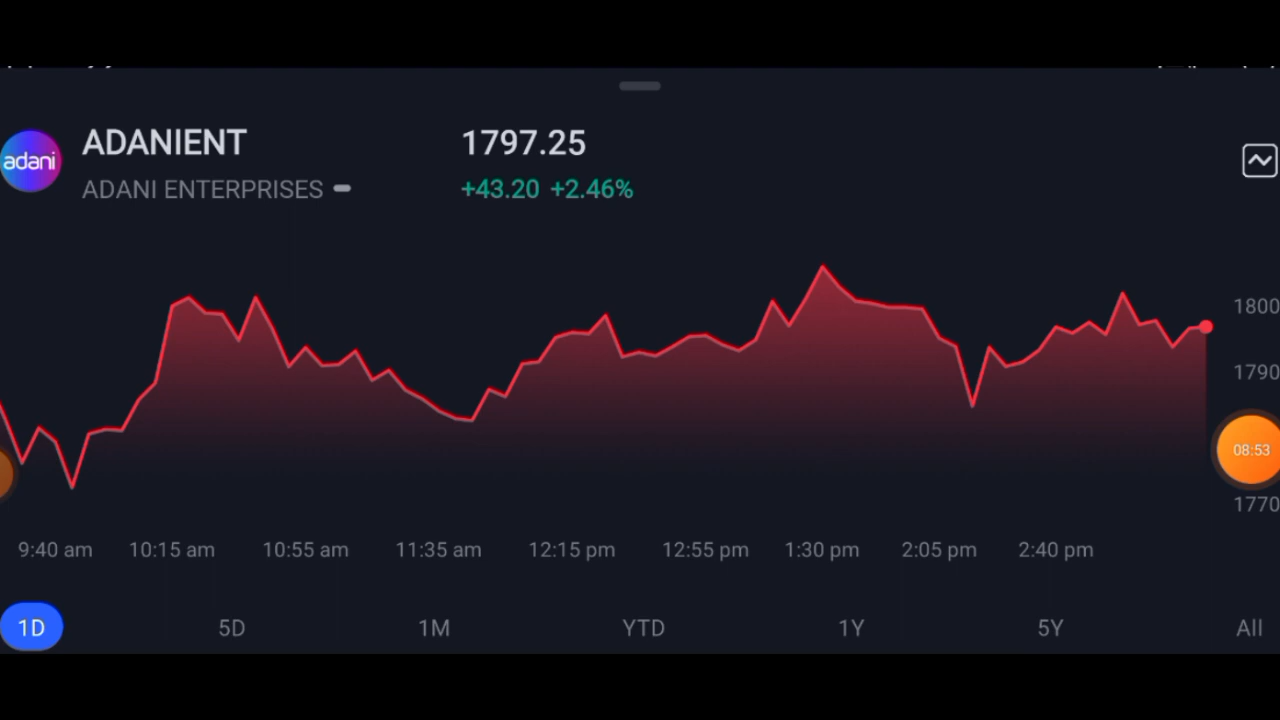 adani
ADANIENT
1797.25
ADANI ENTERPRISES
+43.20 +2.46%
1800
1790
08:53
1770
9:40 am 10:15 am 10:55 am 11:35 am 12:15 pm 12:55 pm 1:30 pm 2:05 pm 2:40 pm
1D 5D 1M YTD 1Y 5Y All